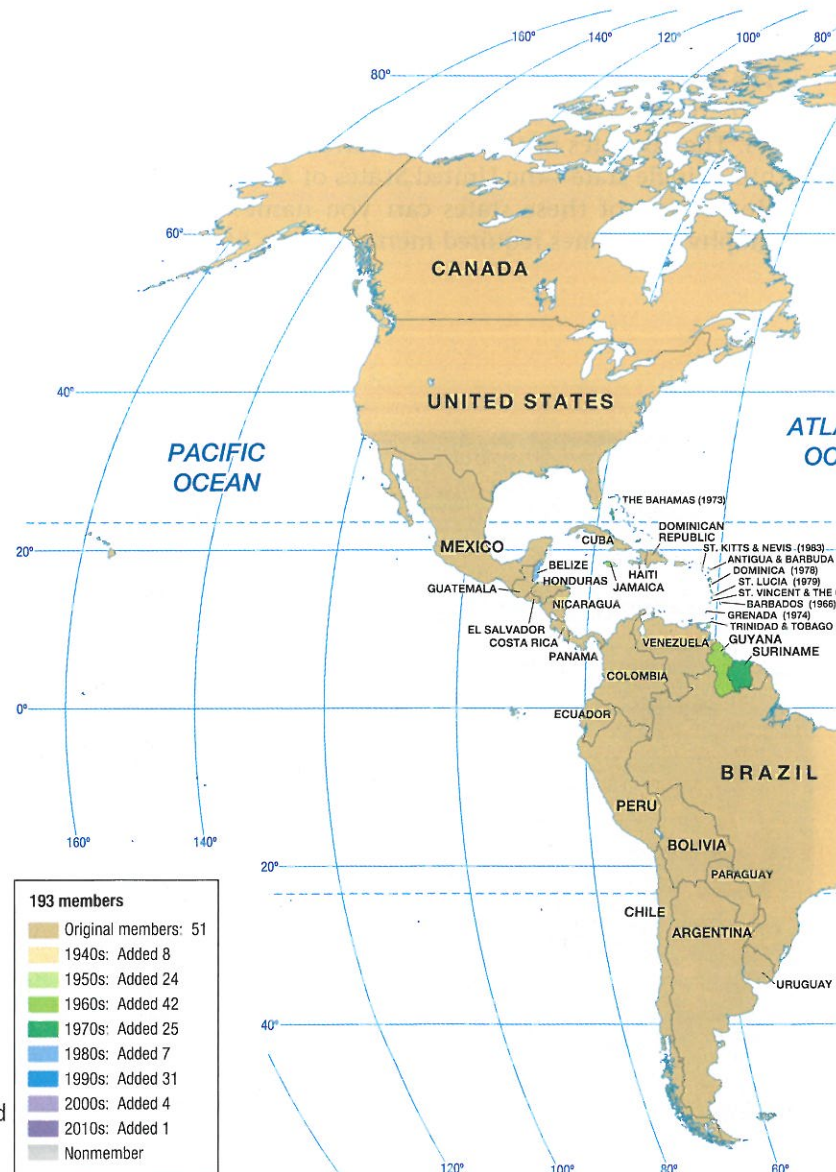 160°
140°
120°
100°
80°
80°
60°
CANADA
40°
UNITED STATES
PACIFIC
OCEAN
ATLA
OC
THE BAHAMAS (1973)
DOMINICAN
REPUBLIC
CUBA
MEXICO
20°
ST. KITTS & NEVIS (1983)
ANTIGUA & BARBUDA
BELIZE
HAITI
DOMINICA (1978)
HONDURAS
JAMAICA
ST. LUCIA (1979)
GUATEMALA
ST. VINCENT & THE
NICARAGUA
BARBADOS (1966)
GRENADA (1974)
EL SALVADOR
TRINIDAD & TOBAGO
COSTA RICA
VENEZUELA
GUYANA
PANAMA
SURINAME
COLOMBIA
0°
ECUADOR
BRAZIL
PERU
160°
140°
BOLIVIA
20°
PARAGUAY
CHILE
ARGENTINA
URUGUAY
40°
193 members
Original members: 51
1940s: Added 8
1950s: Added 24
1960s: Added 42
1970s: Added 25
1980s: Added 7
1990s: Added 31
2000s: Added 4
d
2010s: Added 1
Nonmember
120°
100°
80°
60°